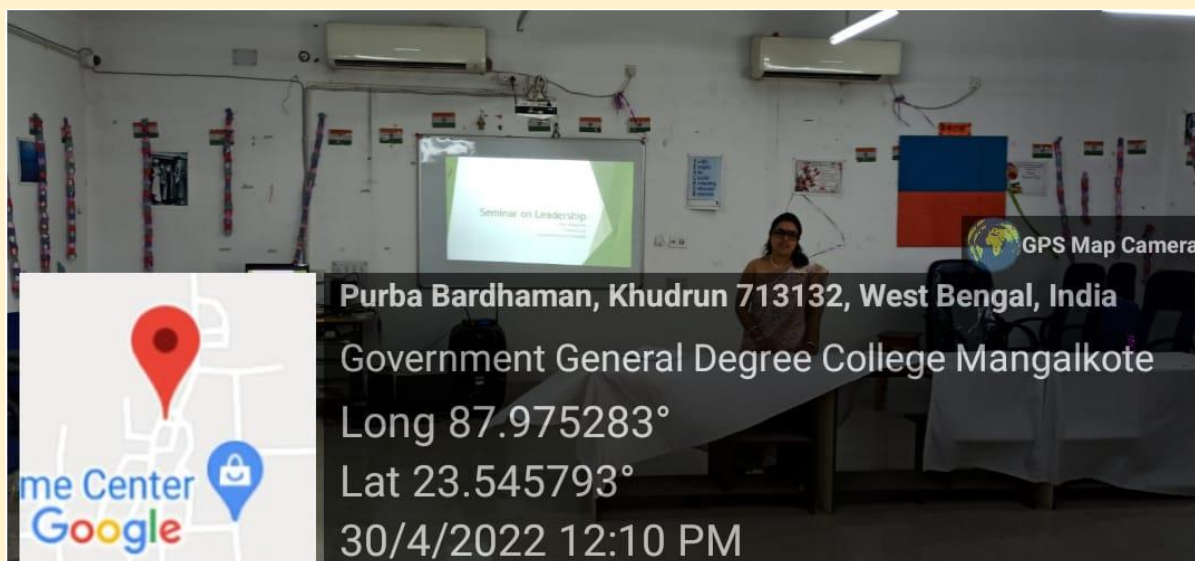 Seminar on Leadership
GPS Map Camera
Purba Bardhaman, Khudrun 713132, West Bengal, India
Government General Degree College Mangalkote
Long 87.975283°
Lat 23.545793°
30/4/2022 12:10 PM
me Center
Google